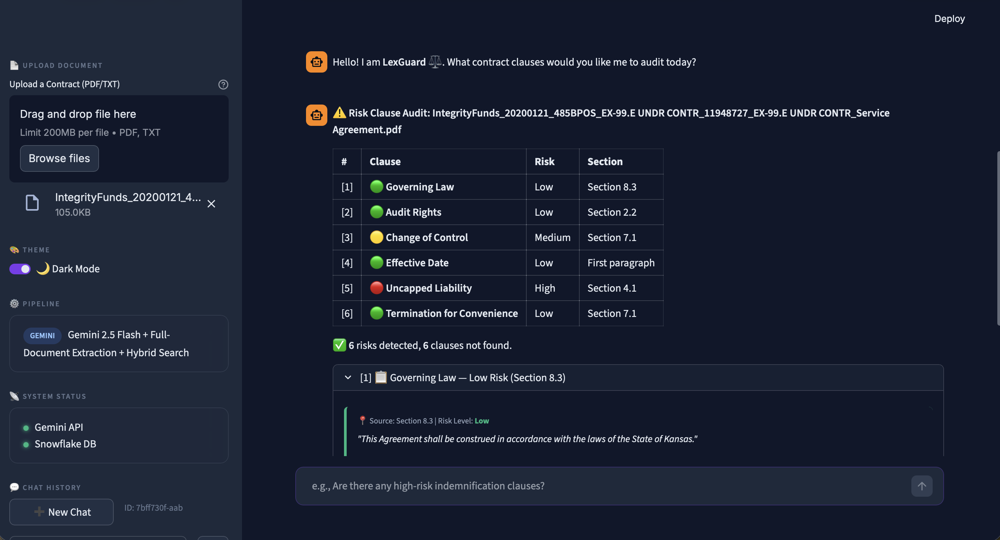 Deploy
UPLOAD DOCUMENT
Upload a Contract (PDF/TXT)
Drag and drop file here
Limit 200MB per file • PDF, TXT
Browse files
IntegrityFunds_20200121_4...
105.0KB
THEME
Dark Mode
PIPELINE
GEMINI Gemini 2.5 Flash + Full-
Document Extraction + Hybrid Search
SYSTEM STATUS
Gemini API
Snowflake DB
CHAT HISTORY
New Chat
ID: 7bff730f-aab
Hello! I am LexGuard ⚖️. What contract clauses would you like me to audit today?
⚠️ Risk Clause Audit: IntegrityFunds_20200121_485BPOS_EX-99.E UNDR CONTR_11948727_EX-99.E UNDR CONTR_Service
Agreement.pdf
# Clause Risk Section
[1] Governing Law Low Section 8.3
[2] Audit Rights Low Section 2.2
[3] Change of Control Medium Section 7.1
[4] Effective Date Low First paragraph
[5] Uncapped Liability High Section 4.1
[6] Termination for Convenience Low Section 7.1
✅ 6 risks detected, 6 clauses not found.
[1] 📋 Governing Law — Low Risk (Section 8.3)
📍 Source: Section 8.3 | Risk Level: Low
"This Agreement shall be construed in accordance with the laws of the State of Kansas."
e.g., Are there any high-risk indemnification clauses?